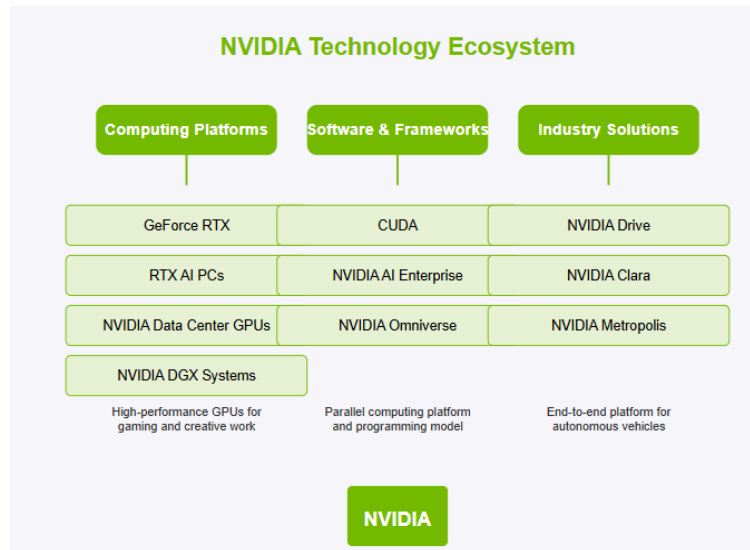 NVIDIA Technology Ecosystem
Computing Platforms
Software & Frameworks
Industry Solutions
GeForce RTX
CUDA
NVIDIA Drive
RTX AI PCs
NVIDIA AI Enterprise
NVIDIA Clara
NVIDIA Data Center GPUs
NVIDIA Omniverse
NVIDIA Metropolis
NVIDIA DGX Systems
High-performance GPUs for
gaming and creative work
Parallel computing platform
and programming model
End-to-end platform for
autonomous vehicles
NVIDIA